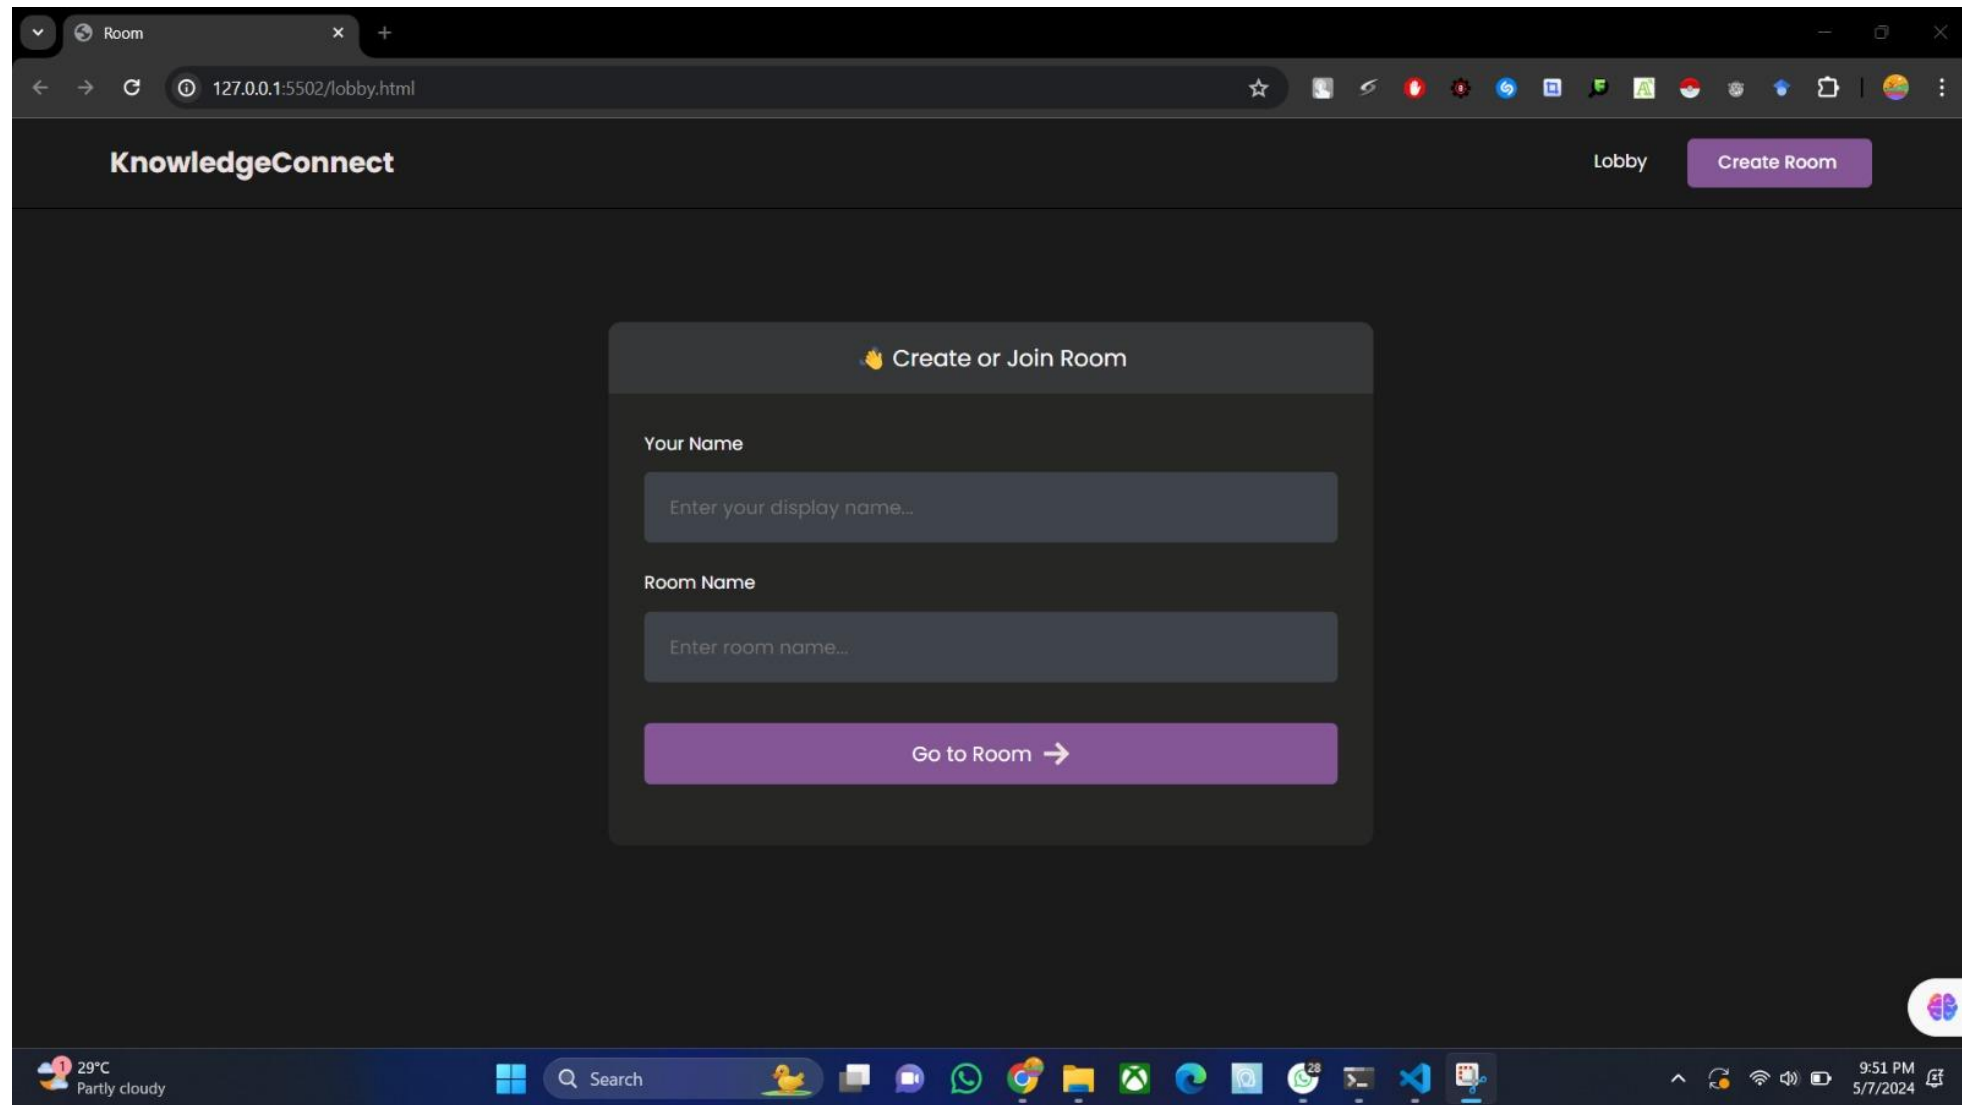 Room
127.0.0.1:5502/lobby.html
KnowledgeConnect
Lobby
Create Room
👋 Create or Join Room
Your Name
Enter your display name...
Room Name
Enter room name...
Go to Room →
1
29°C
Partly cloudy
Search
28
9:51 PM
5/7/2024